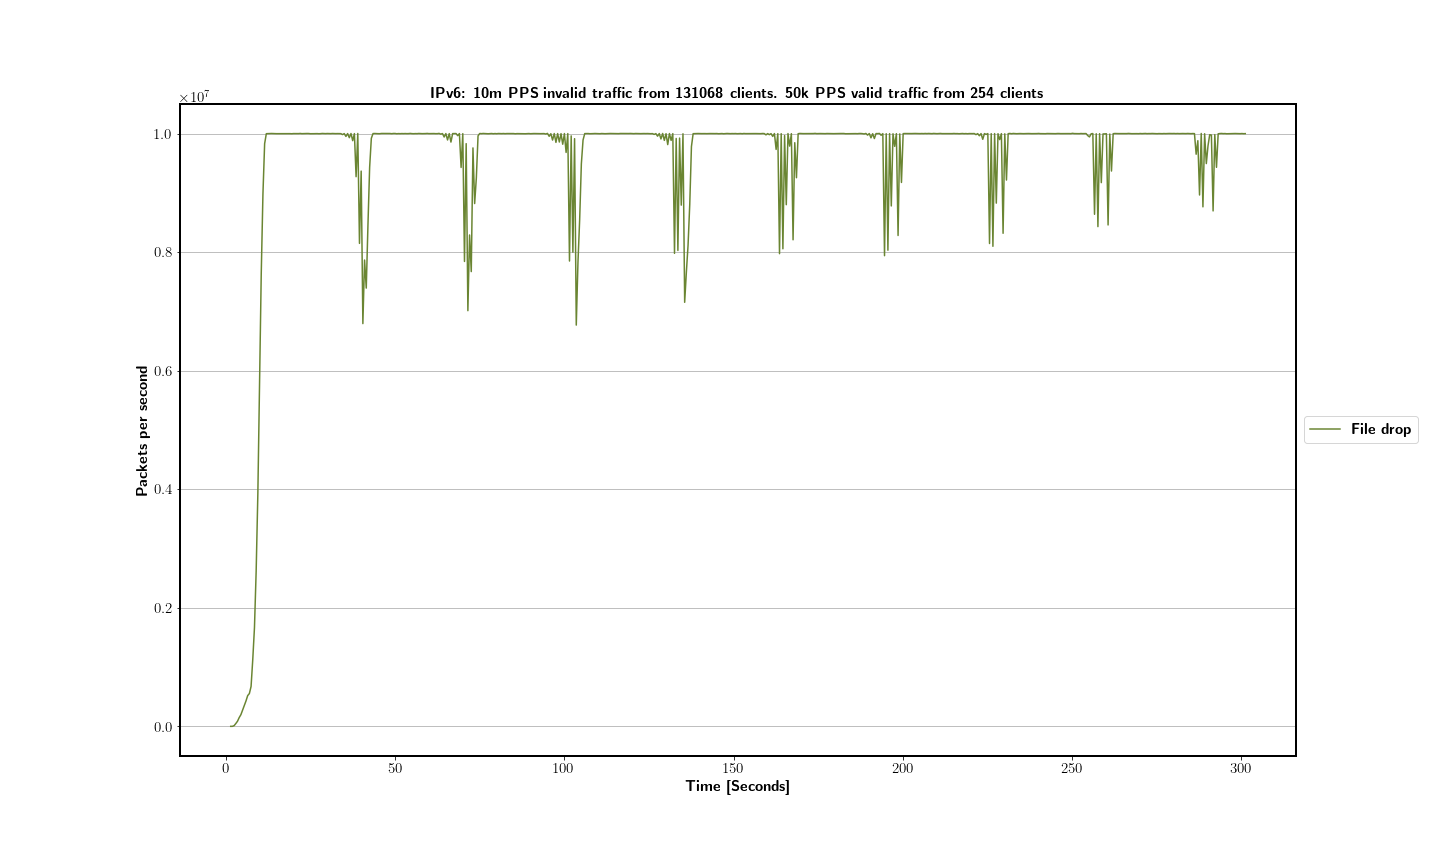 IPv6: 10m PPS invalid traffic from 131068 clients. 50k PPS valid traffic from 254 clients
×10⁷
1.0
0.8
0.6
0.4
0.2
0.0
Packets per second
0 50 100 150 200 250 300
Time [Seconds]
File drop